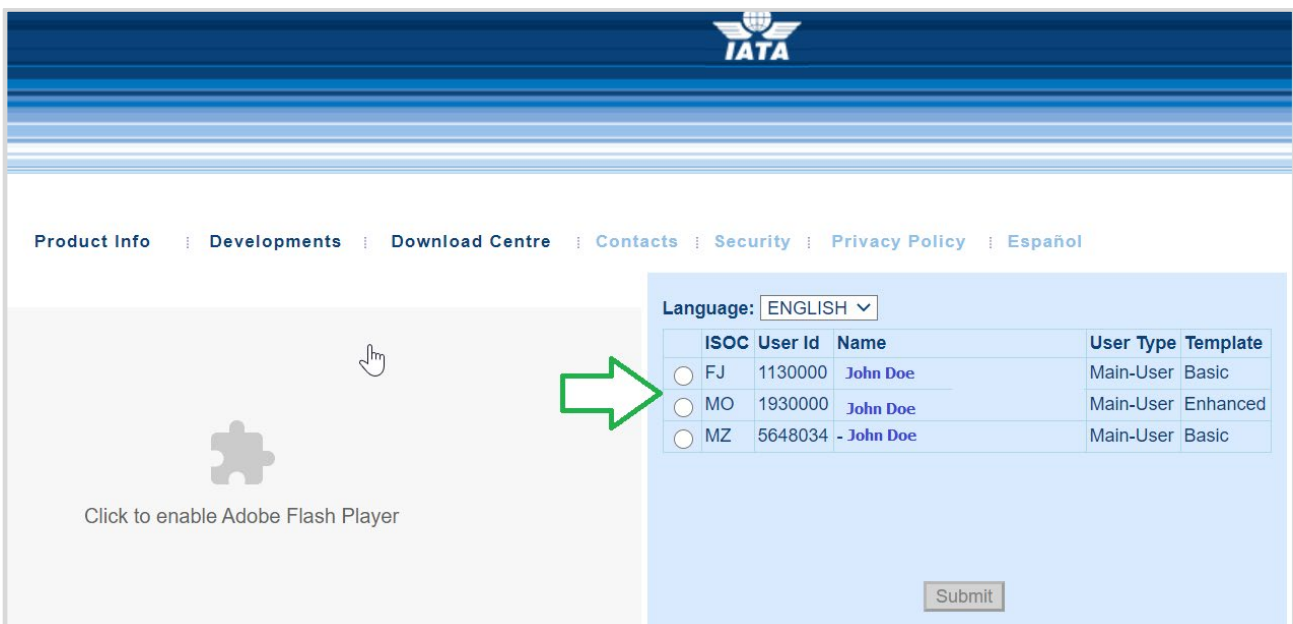 IATA
Product Info Developments Download Centre Contacts Security Privacy Policy Español
Language: ENGLISH
ISOC User Id Name User Type Template
FJ 1130000 John Doe Main-User Basic
MO 1930000 John Doe Main-User Enhanced
MZ 5648034 - John Doe Main-User Basic
Click to enable Adobe Flash Player
Submit